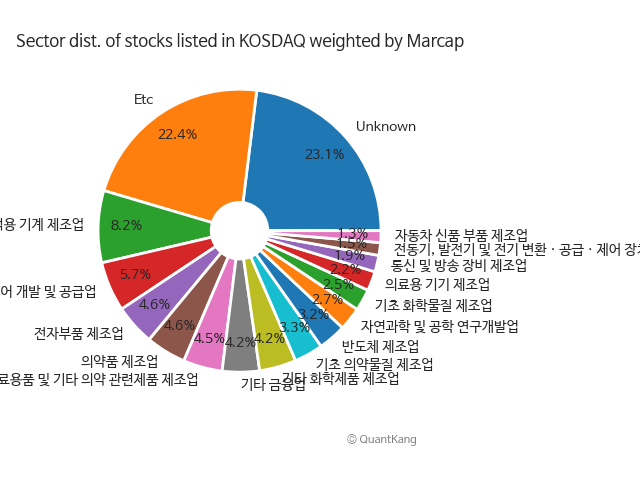 Sector dist. of stocks listed in KOSDAQ weighted by Marcap
Etc
Unknown
22.4%
23.1%
8.2%
용 기계 제조업
5.7%
어 개발 및 공급업
4.6%
전자부품 제조업
4.6%
의약품 제조업
4.5%
료용품 및 기타 의약 관련제품 제조업
4.2%
기타 금융업
4.2%
기타 화학제품 제조업
3.3%
기초 의약물질 제조업
3.2%
반도체 제조업
2.7%
자연과학 및 공학 연구개발업
2.5%
기초 화학물질 제조업
2.2%
의료용 기기 제조업
1.9%
통신 및 방송 장비 제조업
1.5%
전동기, 발전기 및 전기 변환 · 공급 · 제어 장치
1.3%
자동차 신품 부품 제조업
© QuantKang